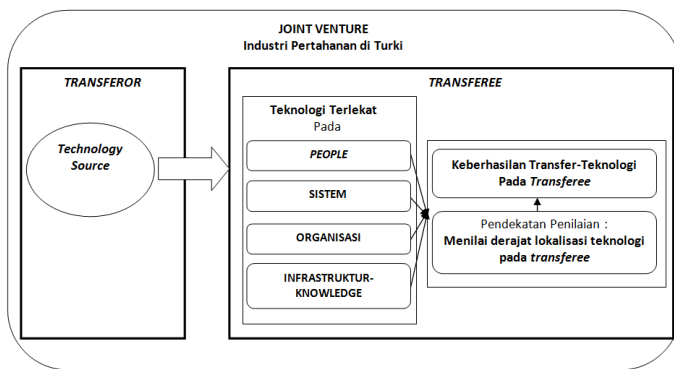 JOINT VENTURE
Industri Pertahanan di Turki
TRANSFEROR
Technology
Source
TRANSFEREE
Teknologi Terlekat
Pada
PEOPLE
SISTEM
ORGANISASI
INFRASTRUKTUR-
KNOWLEDGE
Keberhasilan Transfer-Teknologi
Pada Transferee
Pendekatan Penilaian :
Menilai derajat lokalisasi teknologi
pada transferee